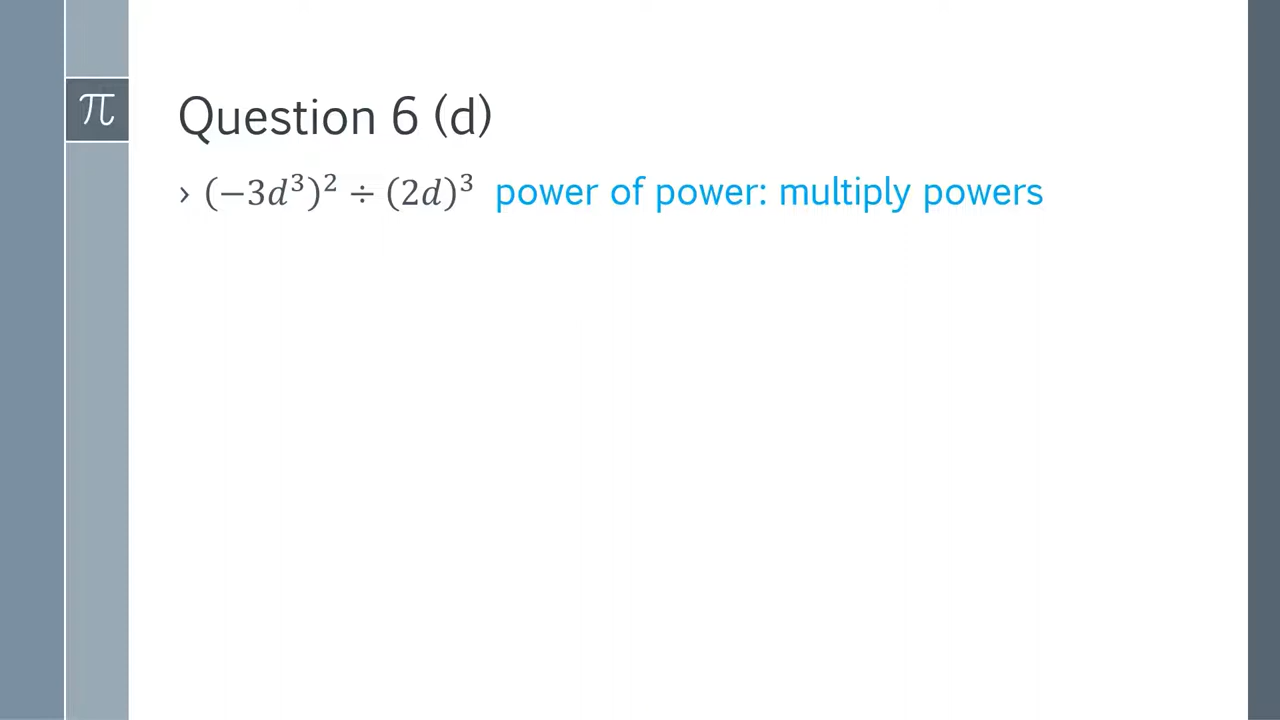 π
Question 6 (d)
› (−3d³)² ÷ (2d)³ power of power: multiply powers